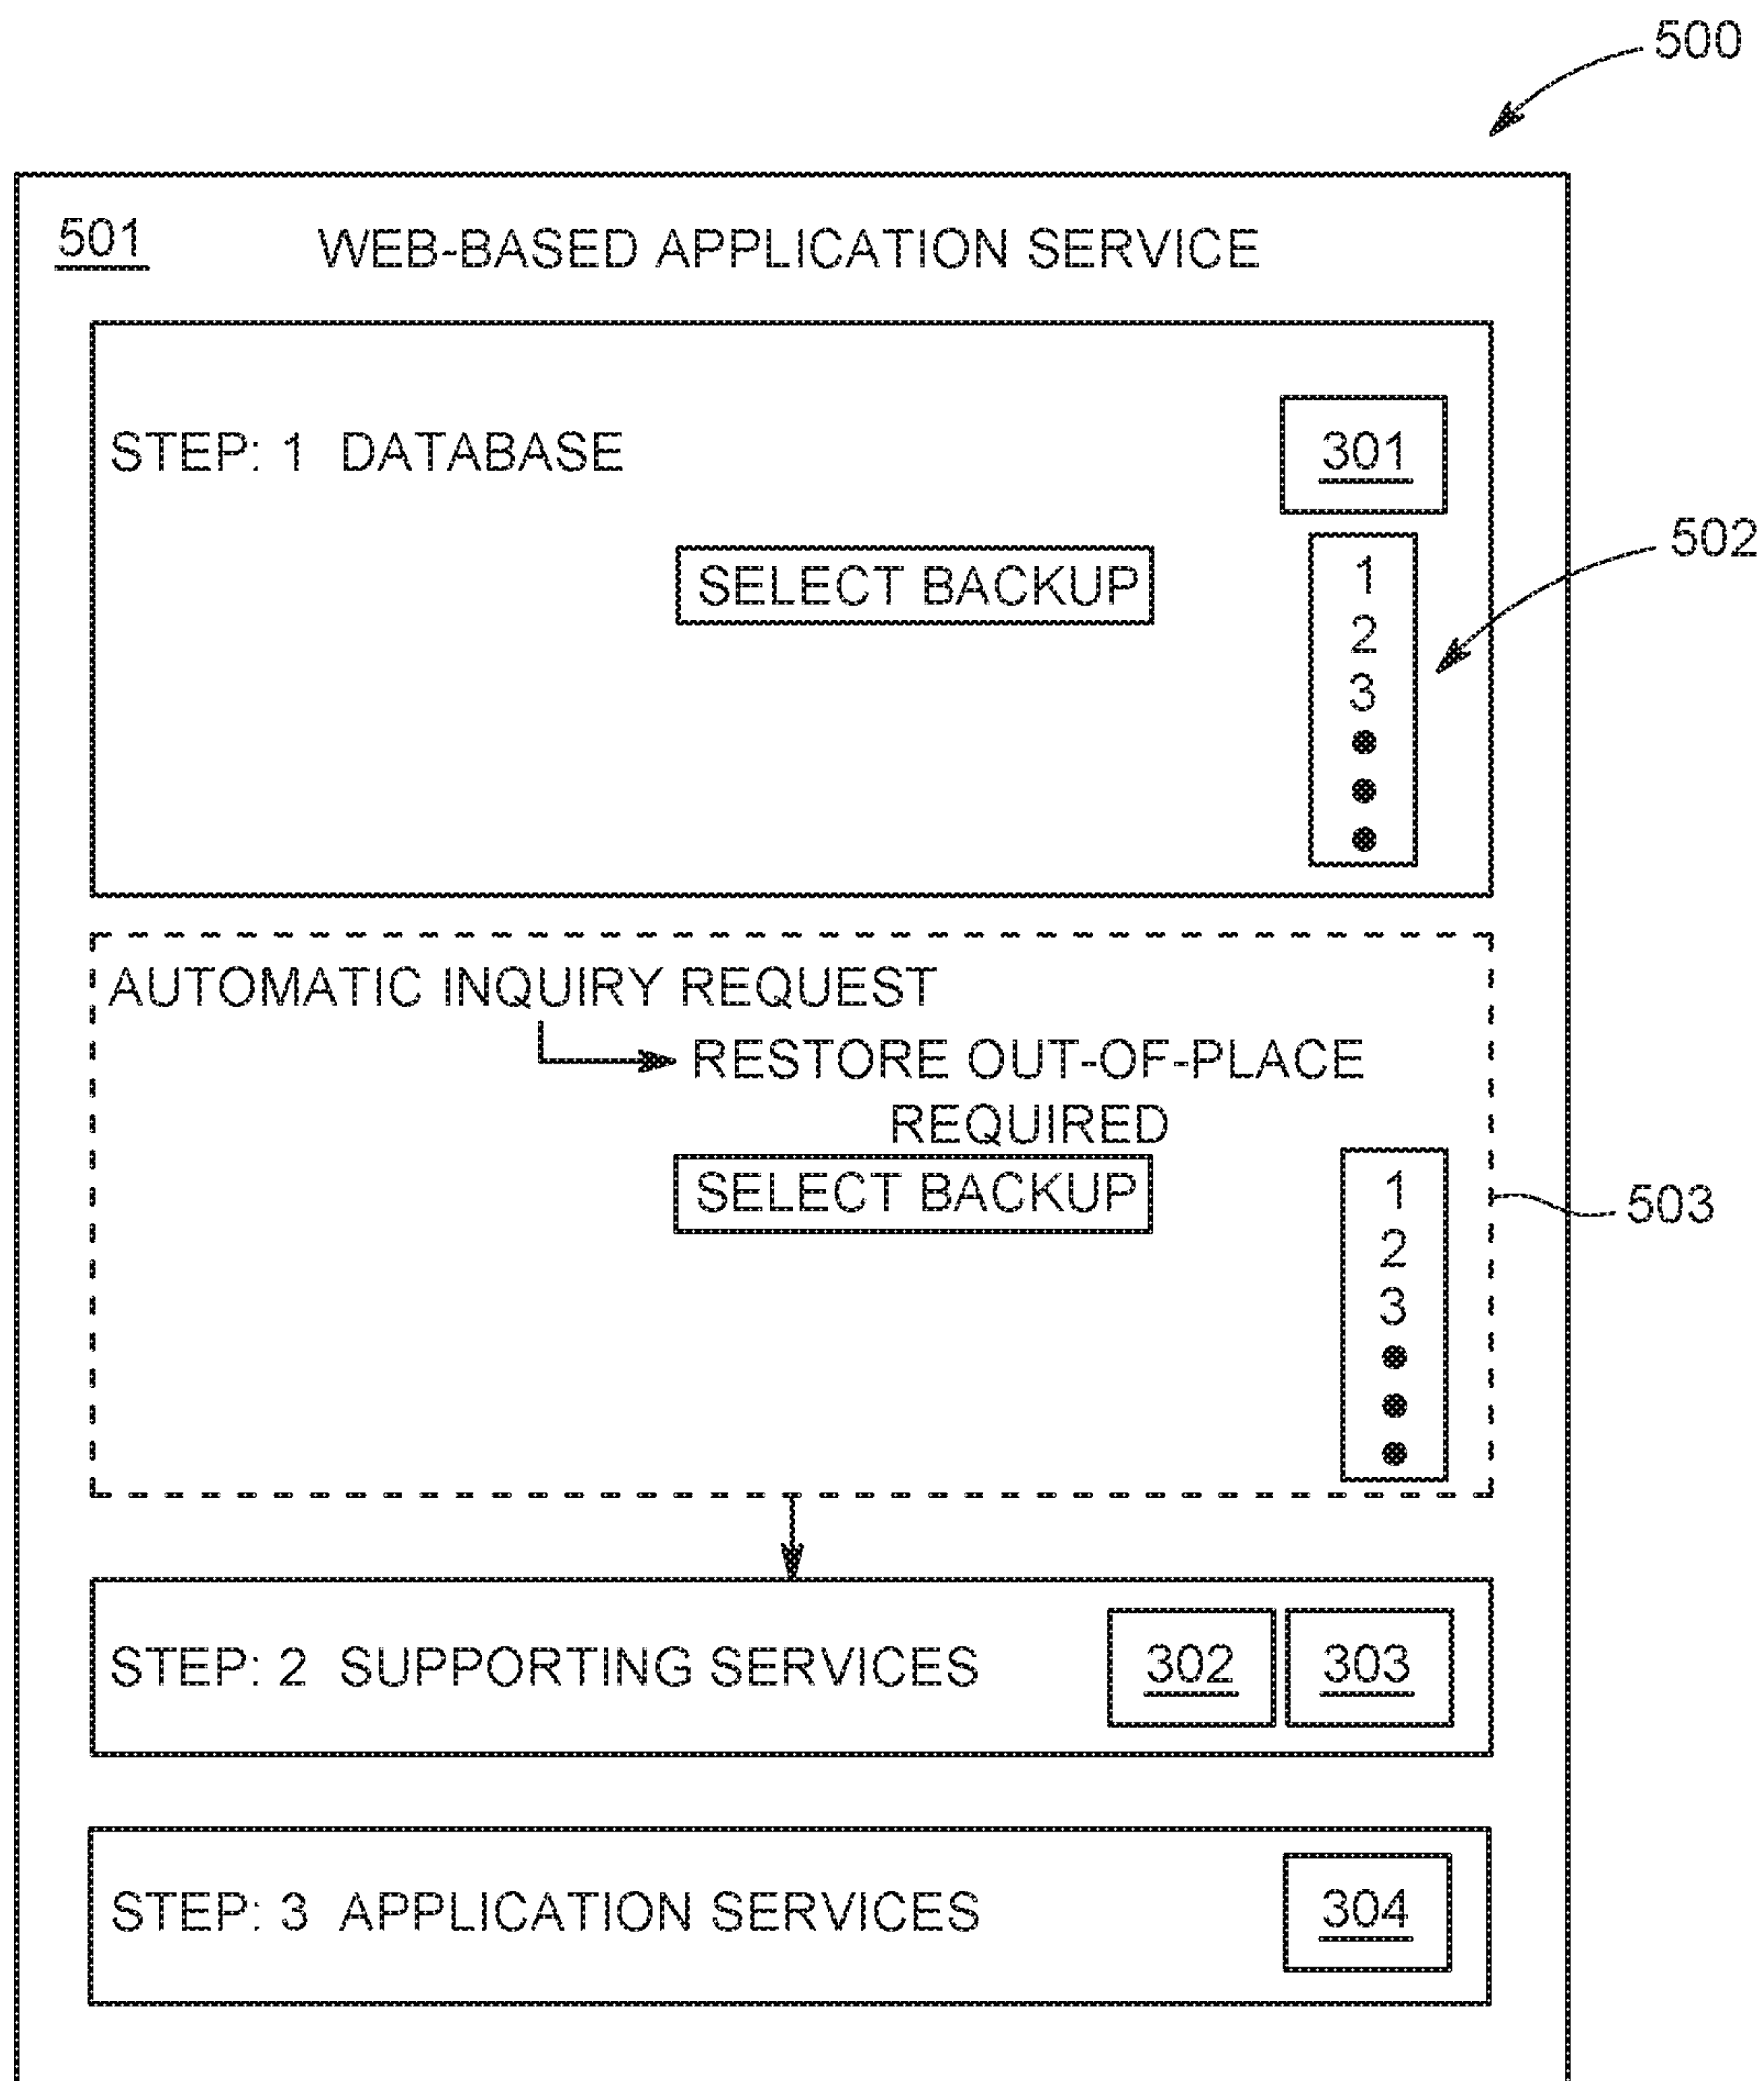 500
501 WEB-BASED APPLICATION SERVICE
STEP: 1 DATABASE 301
502
SELECT BACKUP 1
2
3
AUTOMATIC INQUIRY REQUEST
RESTORE OUT-OF-PLACE
REQUIRED
SELECT BACKUP 1
503
2
3
STEP: 2 SUPPORTING SERVICES 302 303
STEP: 3 APPLICATION SERVICES 304